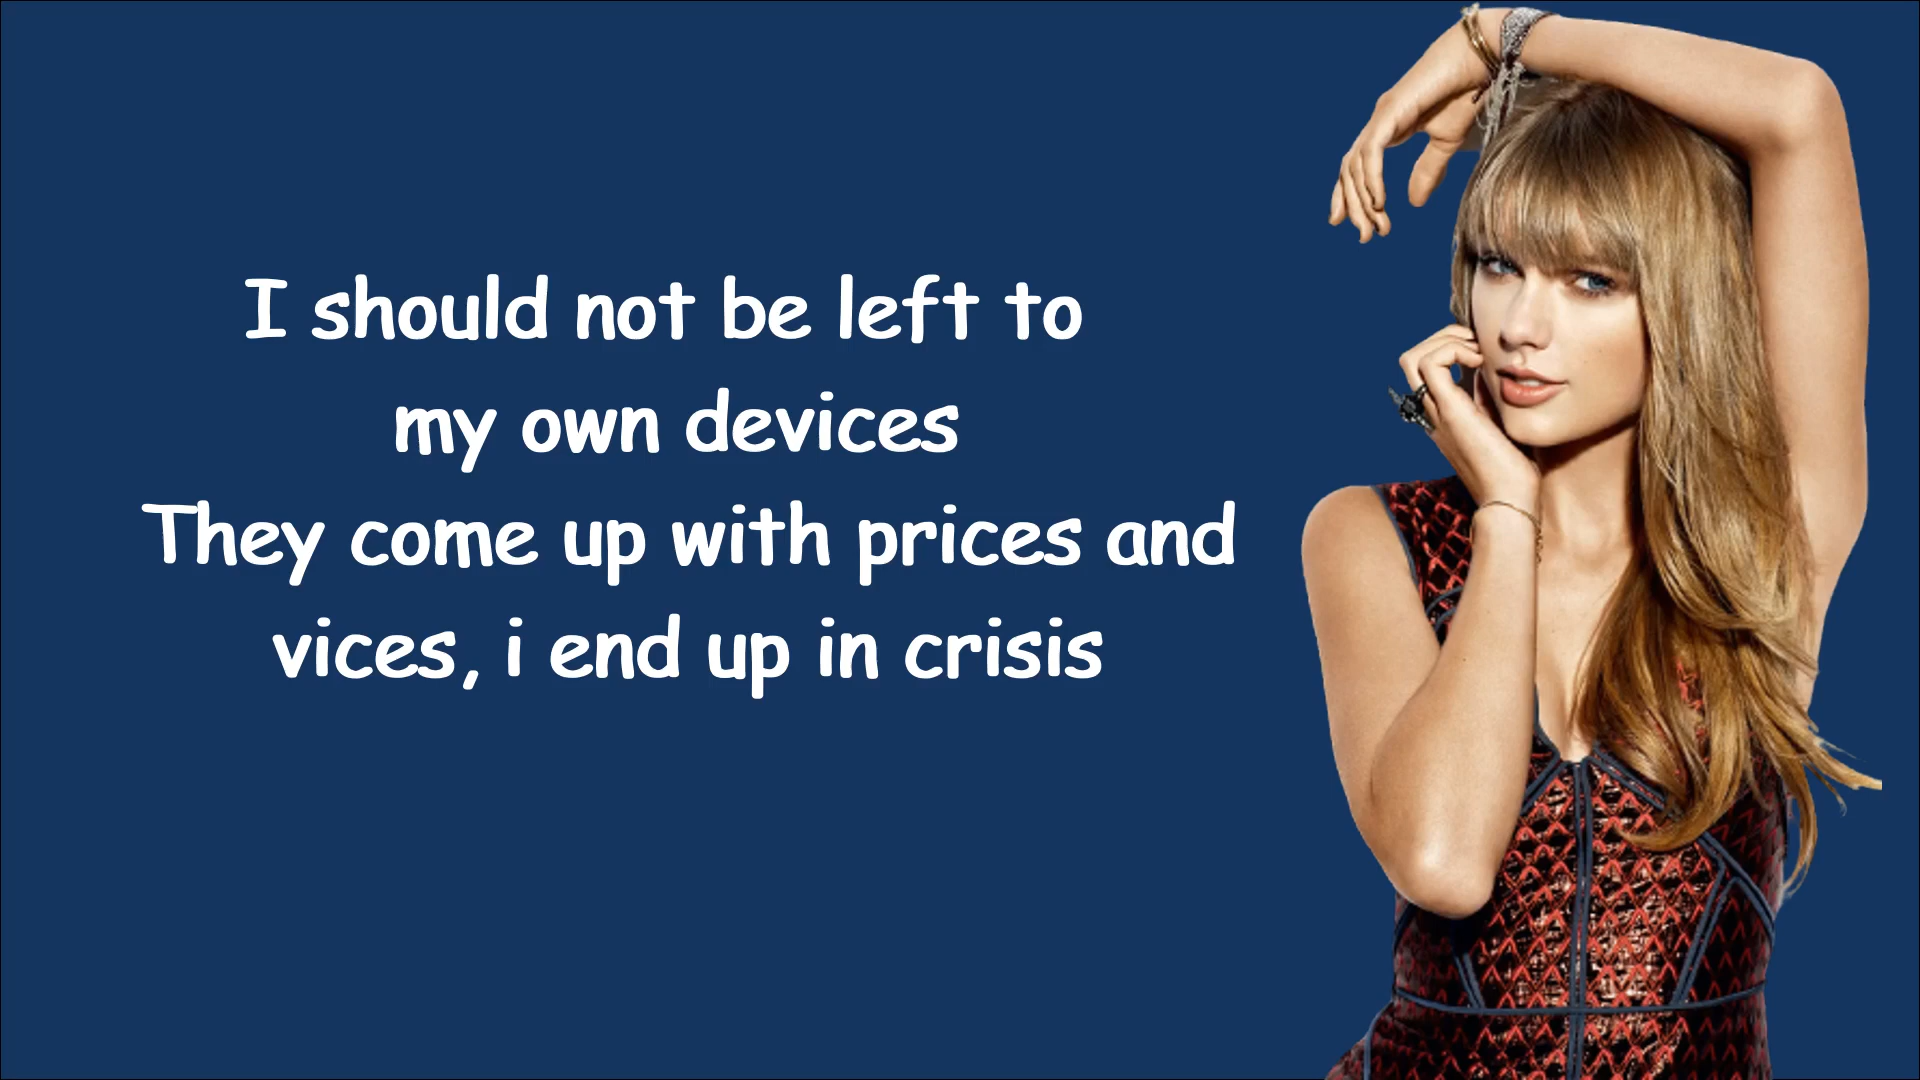 I should not be left to
my own devices
They come up with prices and
vices, i end up in crisis